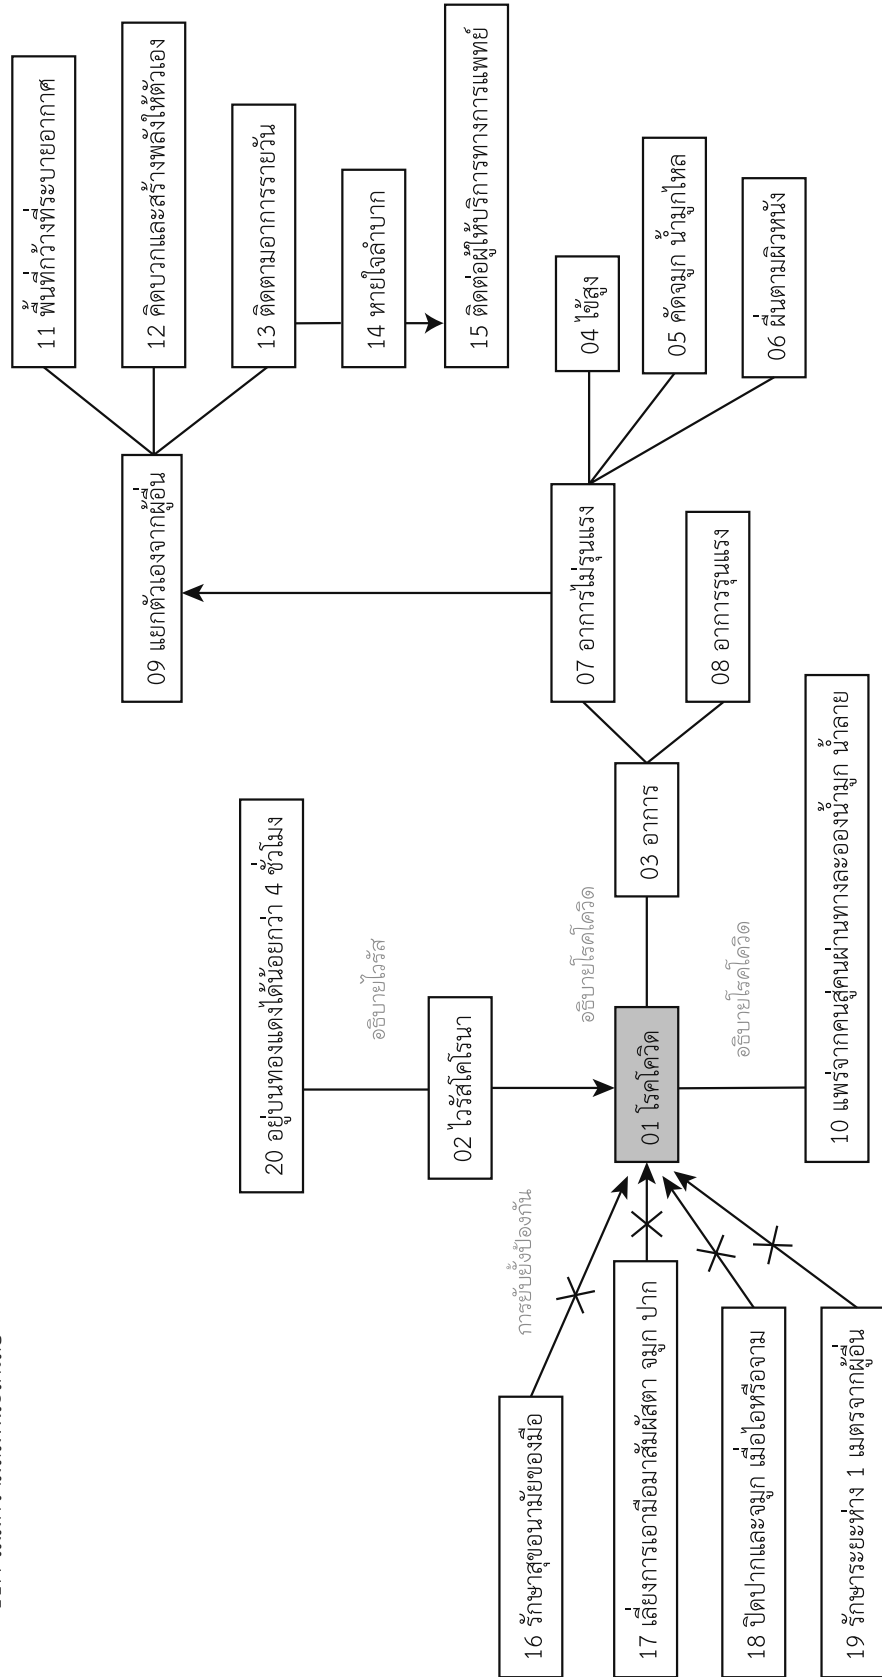 11 พื้นที่กว้างที่ระบายอากาศ
12 คิดบวกและสร้างพลังให้ตัวเอง
13 ติดตามอาการรายวัน
14 หายใจลำบาก
15 ติดต่อผู้ให้บริการทางการแพทย์
04 ไข้สูง
05 คัดจมูก น้ำมูกไหล
06 ผื่นตามผิวหนัง
09 แยกตัวเองจากผู้อื่น
07 อาการไม่รุนแรง
08 อาการรุนแรง
03 อาการ
20 อยู่บนทองแดงได้น้อยกว่า 4 ชั่วโมง
อธิบายไวรัส
02 ไวรัสโคโรนา
อธิบายโรคโควิด
01 โรคโควิด
อธิบายโรคโควิด
10 แพร่จากคนสู่คนผ่านทางละอองน้ำมูก น้ำลาย
การยับยั้งป้องกัน
16 รักษาสุขอนามัยของมือ
17 เลี่ยงการเอามือมาสัมผัสตา จมูก ปาก
18 ปิดปากและจมูก เมื่อไอหรือจาม
19 รักษาระยะห่าง 1 เมตรจากผู้อื่น